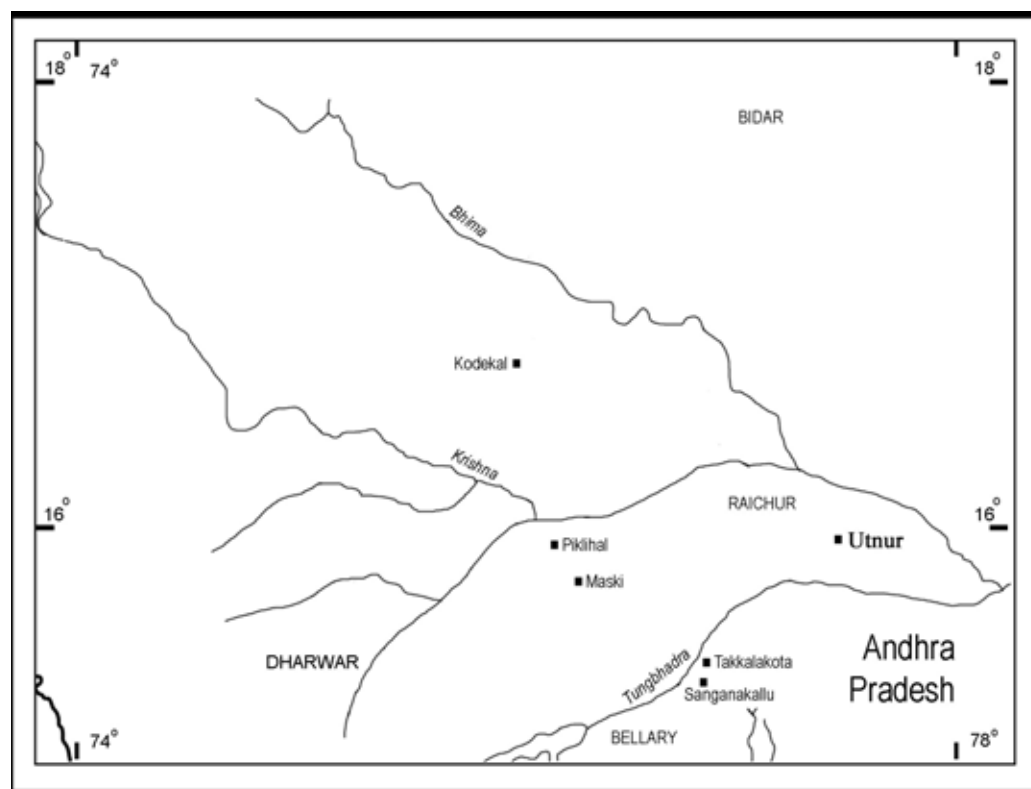 18° 74°
18°
BIDAR
Bhima
Kodekal
Krishna
RAICHUR
16°
16°
Utnur
Piklihal
Maski
DHARWAR
Tungbhadra
Takkalakota
Sanganakallu
Andhra
Pradesh
BELLARY
74°
78°